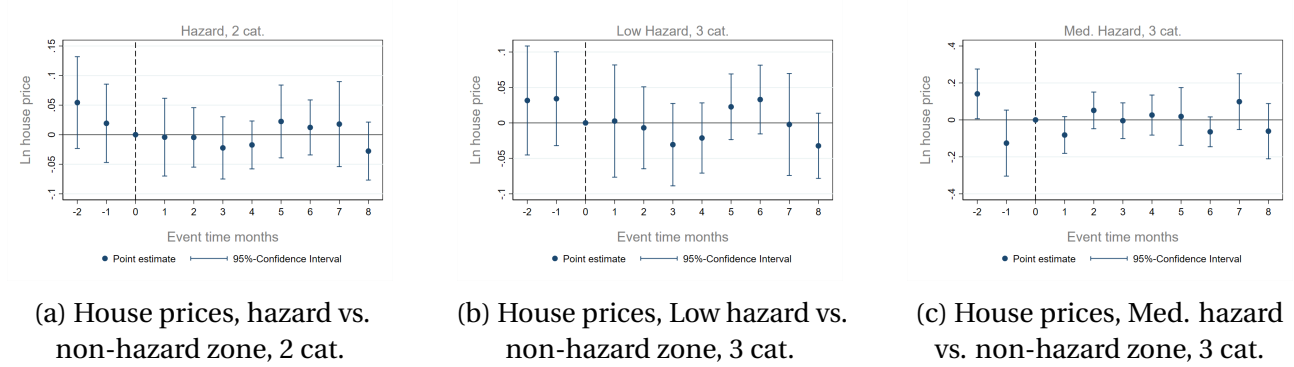 Hazard, 2 cat.
Ln house price
.15
.1
.05
0
-.05
-.1
-2 -1 0 1 2 3 4 5 6 7 8
Event time months
Point estimate 95%-Confidence Interval
(a) House prices, hazard vs.
non-hazard zone, 2 cat.
Low Hazard, 3 cat.
Ln house price
.1
.05
0
-.05
-.1
-2 -1 0 1 2 3 4 5 6 7 8
Event time months
Point estimate 95%-Confidence Interval
(b) House prices, Low hazard vs.
non-hazard zone, 3 cat.
Med. Hazard, 3 cat.
Ln house price
.4
.2
0
-.2
-.4
-2 -1 0 1 2 3 4 5 6 7 8
Event time months
Point estimate 95%-Confidence Interval
(c) House prices, Med. hazard
vs. non-hazard zone, 3 cat.